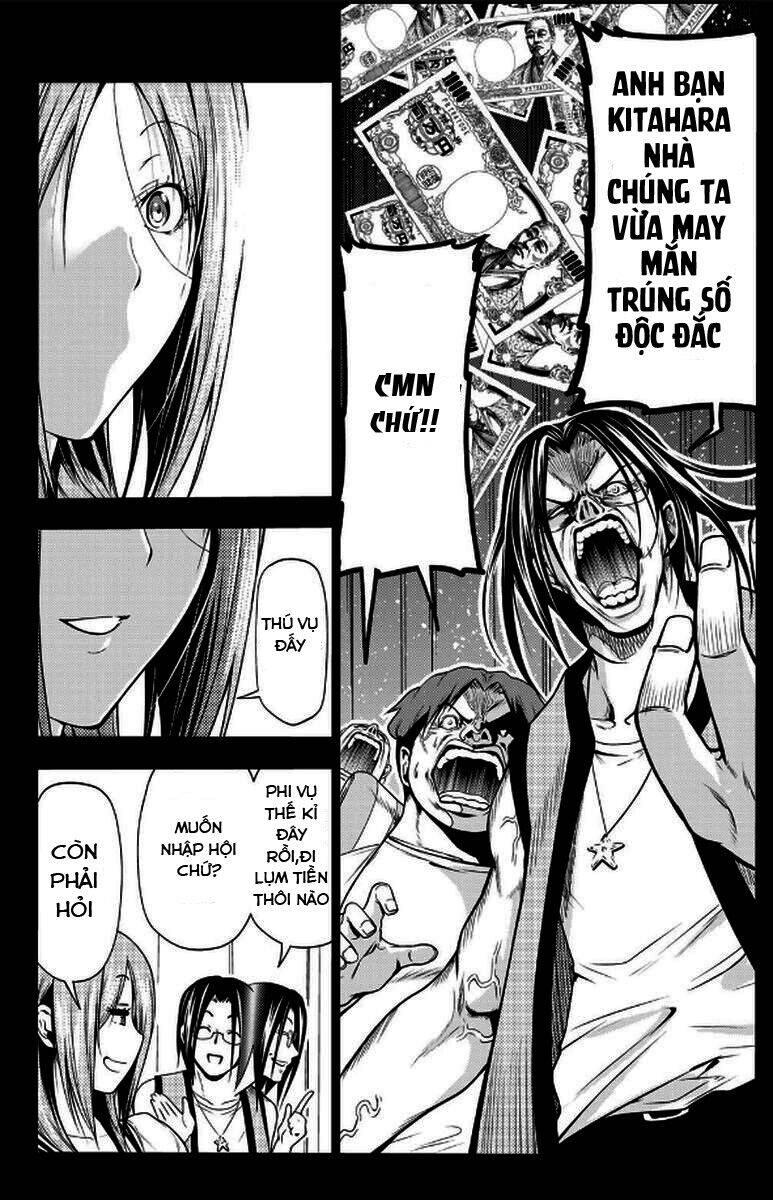 ANH BẠN
KITAHARA
NHÀ
CHÚNG TA
VỪA MAY
MẮN
TRÚNG SỐ
ĐỘC ĐẮC
CMN
CHỨ!!
THÚ VỤ
ĐẤY
PHI VỤ
THẾ KỈ
ĐÂY
RỒI,ĐI
LỤM TIỀN
THÔI NÀO
MUỐN
NHẬP HỘI
CHỨ?
CÒN
PHẢI
HỎI